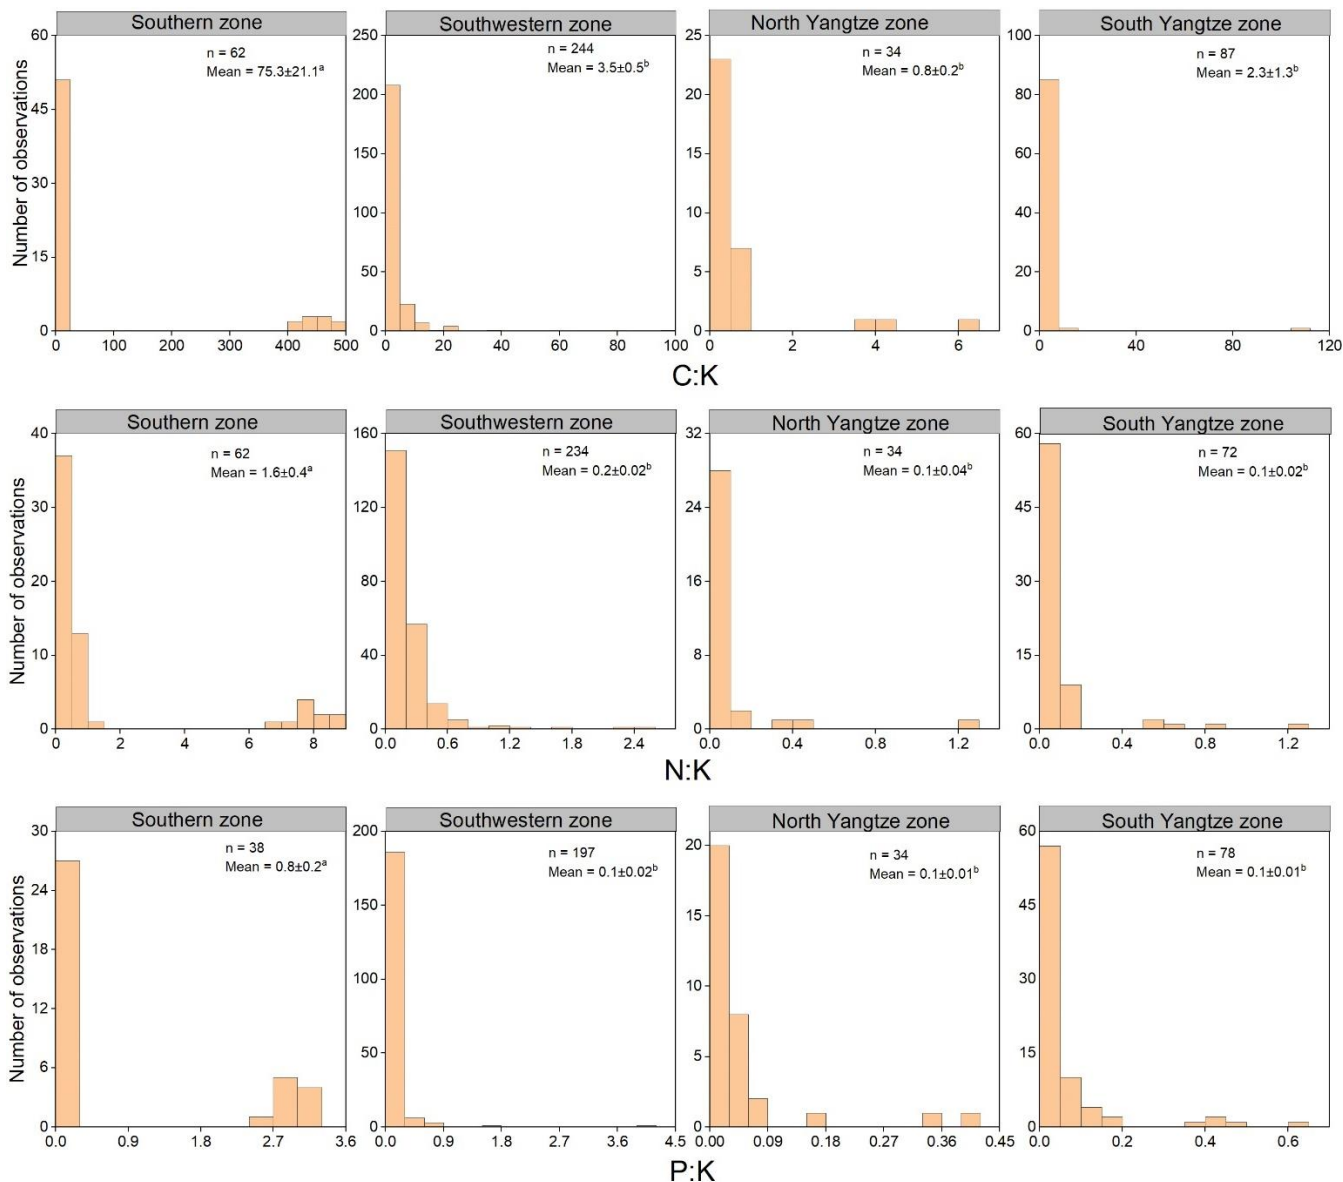 Southern zone
Southwestern zone
North Yangtze zone
South Yangtze zone
60
45
30
15
0
n = 62
Mean = 75.3±21.1ᵃ
0 100 200 300 400 500
250
200
150
100
50
0
n = 244
Mean = 3.5±0.5ᵇ
0 20 40 60 80 100
25
20
15
10
5
0
n = 34
Mean = 0.8±0.2ᵇ
0 2 4 6
100
80
60
40
20
0
n = 87
Mean = 2.3±1.3ᵇ
0 40 80 120
Number of observations
C:K
Southern zone
Southwestern zone
North Yangtze zone
South Yangtze zone
40
30
20
10
0
n = 62
Mean = 1.6±0.4ᵃ
0 2 4 6 8
160
120
80
40
0
n = 234
Mean = 0.2±0.02ᵇ
0.0 0.6 1.2 1.8 2.4
32
24
16
8
0
n = 34
Mean = 0.1±0.04ᵇ
0.0 0.4 0.8 1.2
60
45
30
15
0
n = 72
Mean = 0.1±0.02ᵇ
0.0 0.4 0.8 1.2
Number of observations
N:K
Southern zone
Southwestern zone
North Yangtze zone
South Yangtze zone
30
24
18
12
6
0
n = 38
Mean = 0.8±0.2ᵃ
0.0 0.9 1.8 2.7 3.6
200
150
100
50
0
n = 197
Mean = 0.1±0.02ᵇ
0.0 0.9 1.8 2.7 3.6 4.5
20
15
10
5
0
n = 34
Mean = 0.1±0.01ᵇ
0.00 0.09 0.18 0.27 0.36 0.45
60
45
30
15
0
n = 78
Mean = 0.1±0.01ᵇ
0.0 0.2 0.4 0.6
Number of observations
P:K